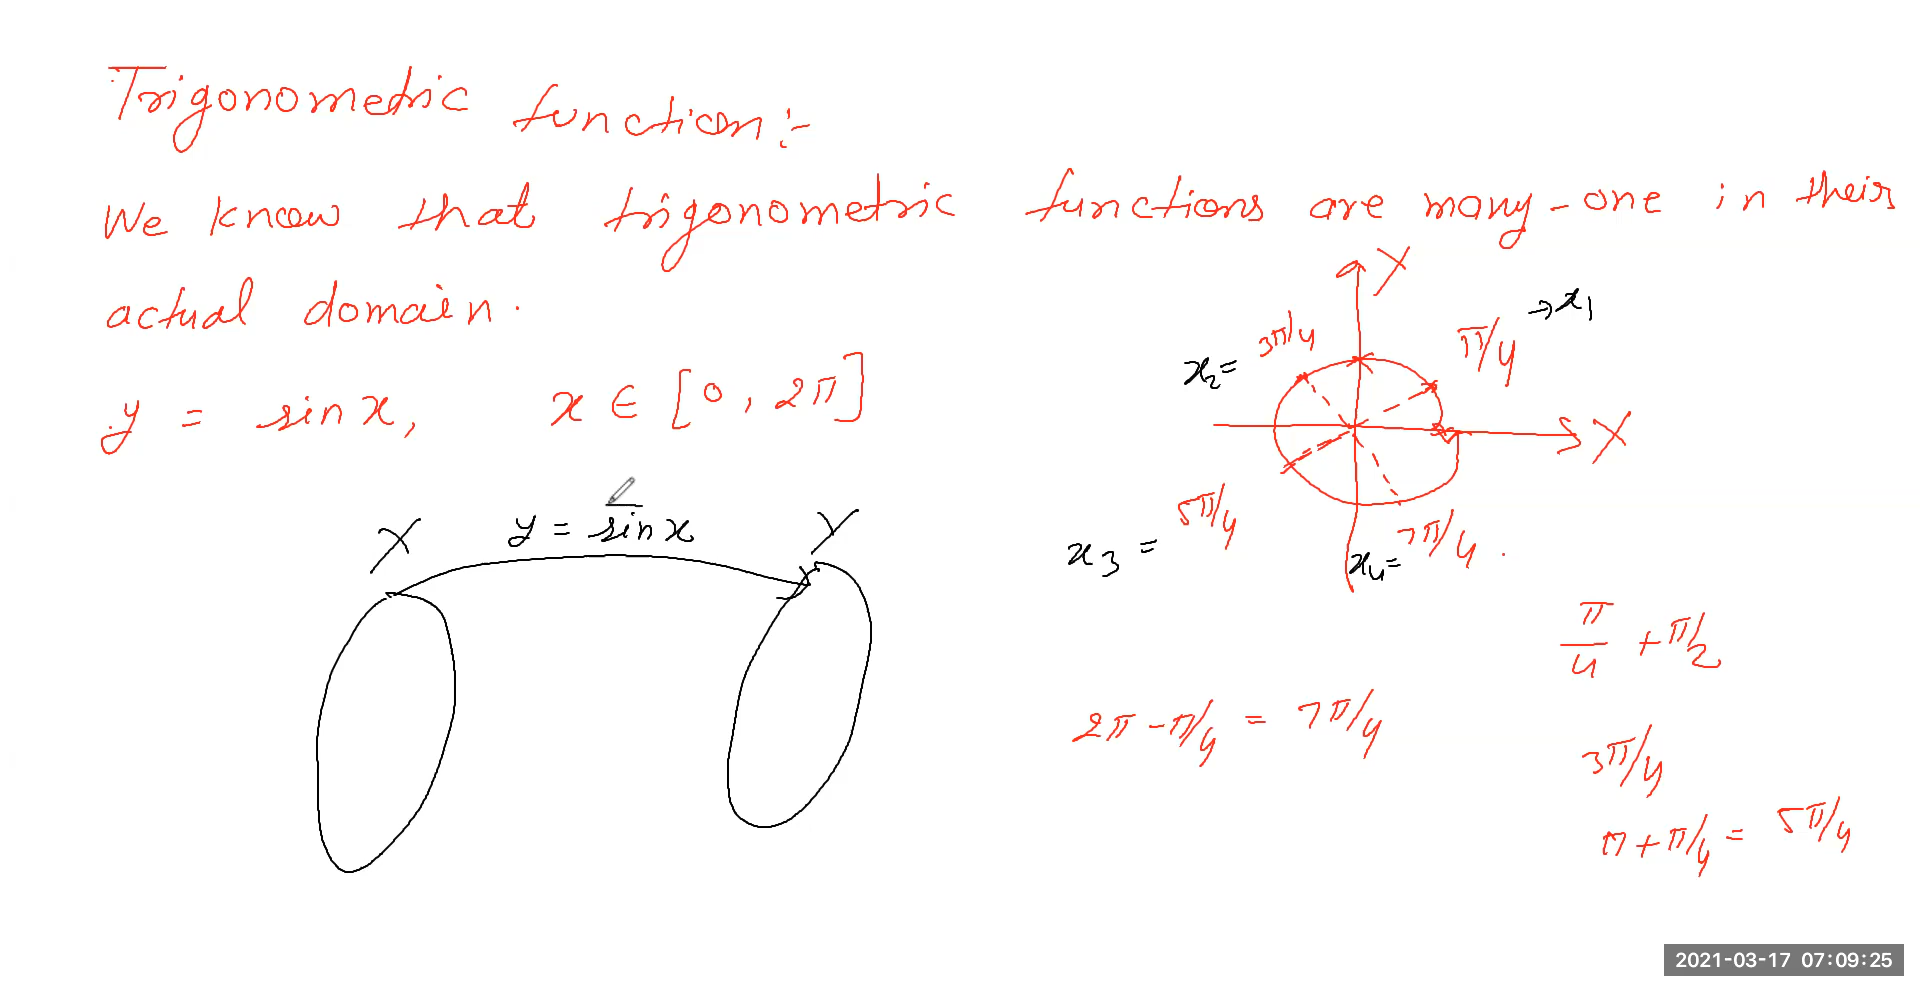 Trigonometric function :-
We know that trigonometric functions are many-one in their
actual domain.
y = sin x, x ∈ [0, 2π]
Y
X
π/4 → x₁
x₂ = 3π/4
x₃ = 5π/4
x₄ = 7π/4
X
y = sin x
Y
π/4 + π/2
3π/4
π + π/4 = 5π/4
2π - π/4 = 7π/4
2021-03-17 07:09:25